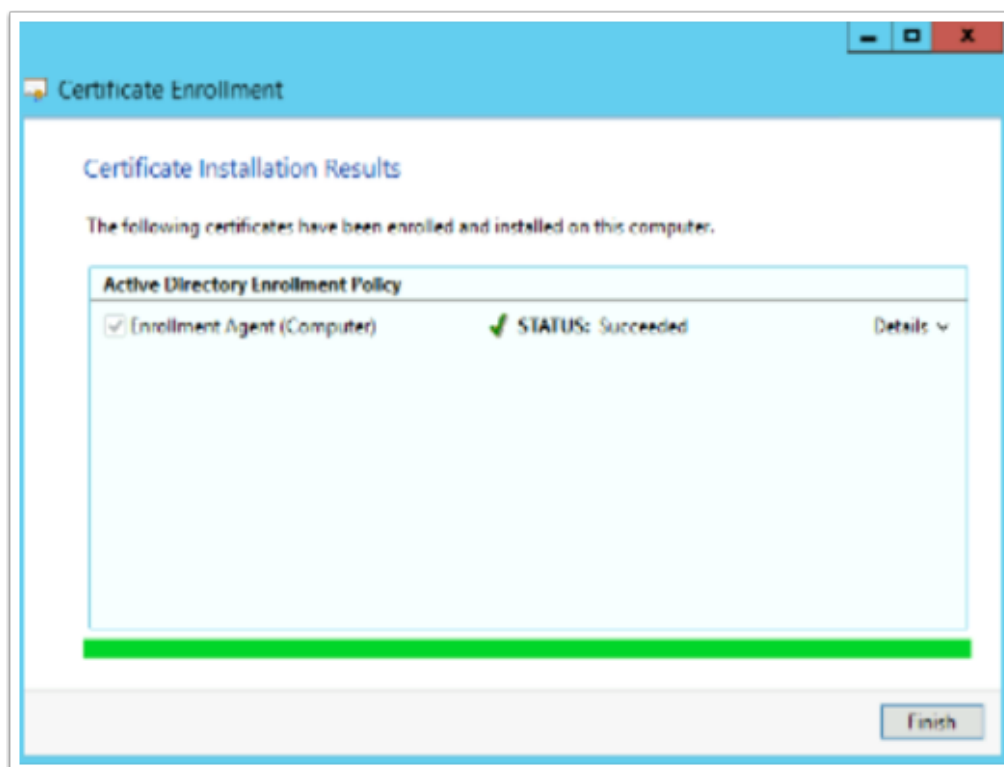 Certificate Enrollment
Certificate Installation Results
The following certificates have been enrolled and installed on this computer.
Active Directory Enrollment Policy
Enrollment Agent (Computer) STATUS: Succeeded Details
Finish